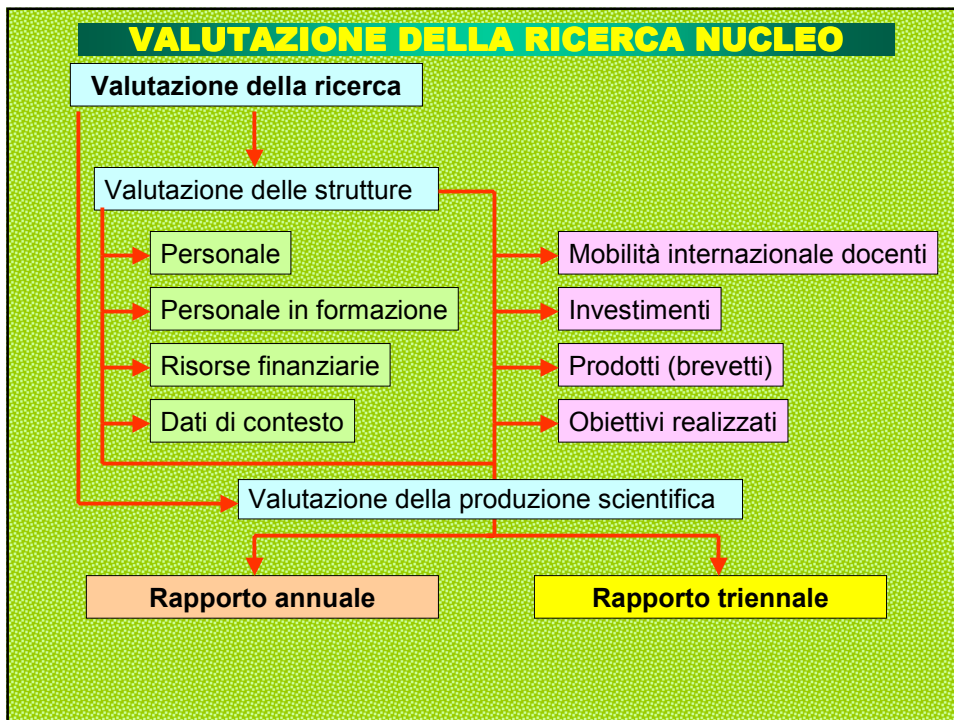 VALUTAZIONE DELLA RICERCA NUCLEO
Valutazione della ricerca
Valutazione delle strutture
Personale
Personale in formazione
Risorse finanziarie
Dati di contesto
Mobilità internazionale docenti
Investimenti
Prodotti (brevetti)
Obiettivi realizzati
Valutazione della produzione scientifica
Rapporto annuale
Rapporto triennale